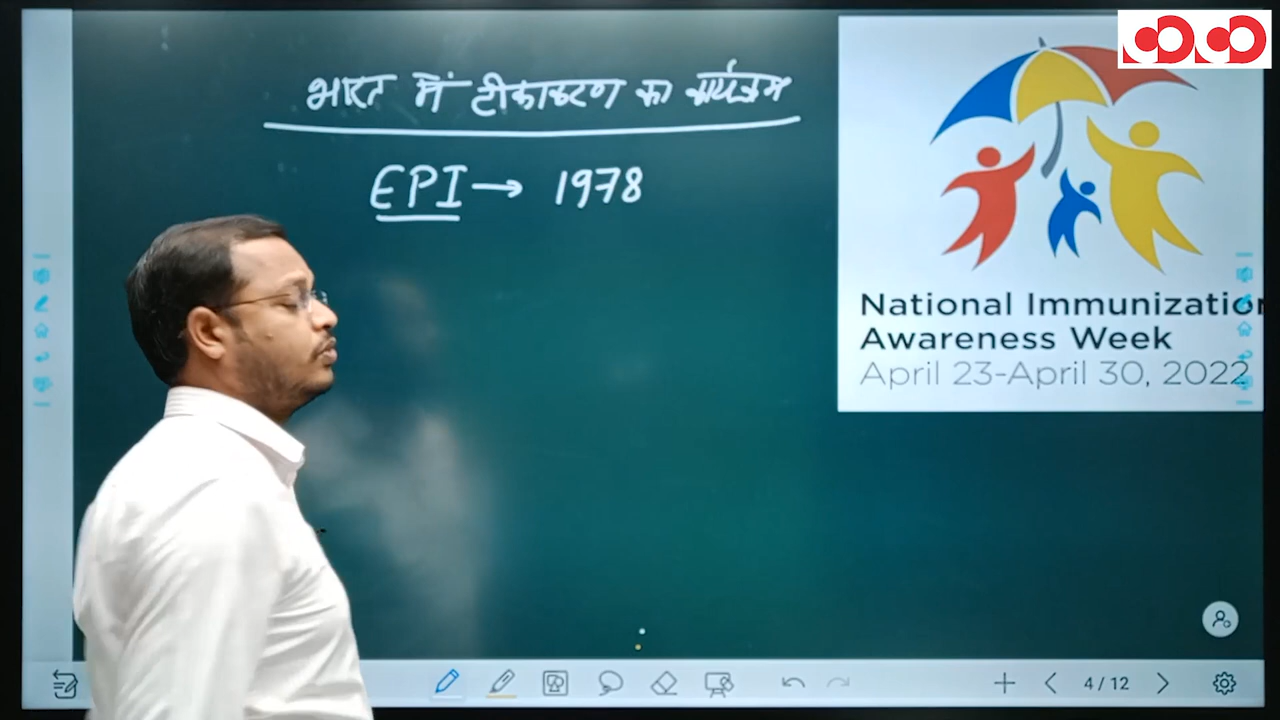 भारत में टीकाकरण का कार्यक्रम
EPI → 1978
National Immunization
Awareness Week
April 23-April 30, 2022
4 / 12